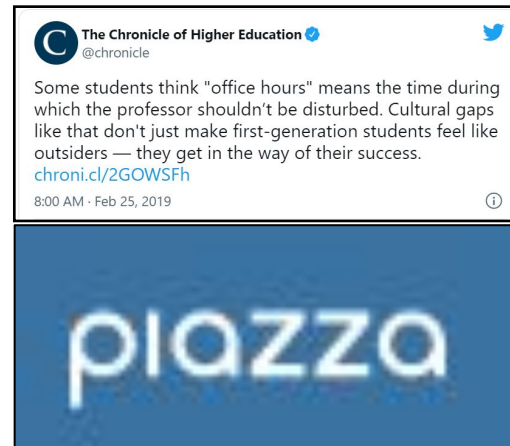 The Chronicle of Higher Education
@chronicle
Some students think "office hours" means the time during
which the professor shouldn’t be disturbed. Cultural gaps
like that don't just make first-generation students feel like
outsiders — they get in the way of their success.
chroni.cl/2GOWSFh
8:00 AM · Feb 25, 2019
piazza